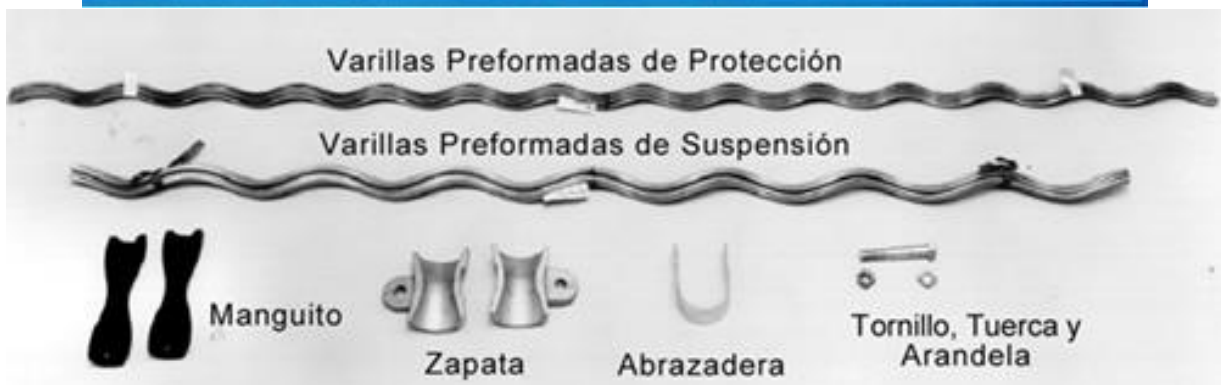 Varillas Preformadas de Protección
Varillas Preformadas de Suspensión
Manguito
Zapata
Abrazadera
Tornillo, Tuerca y
Arandela